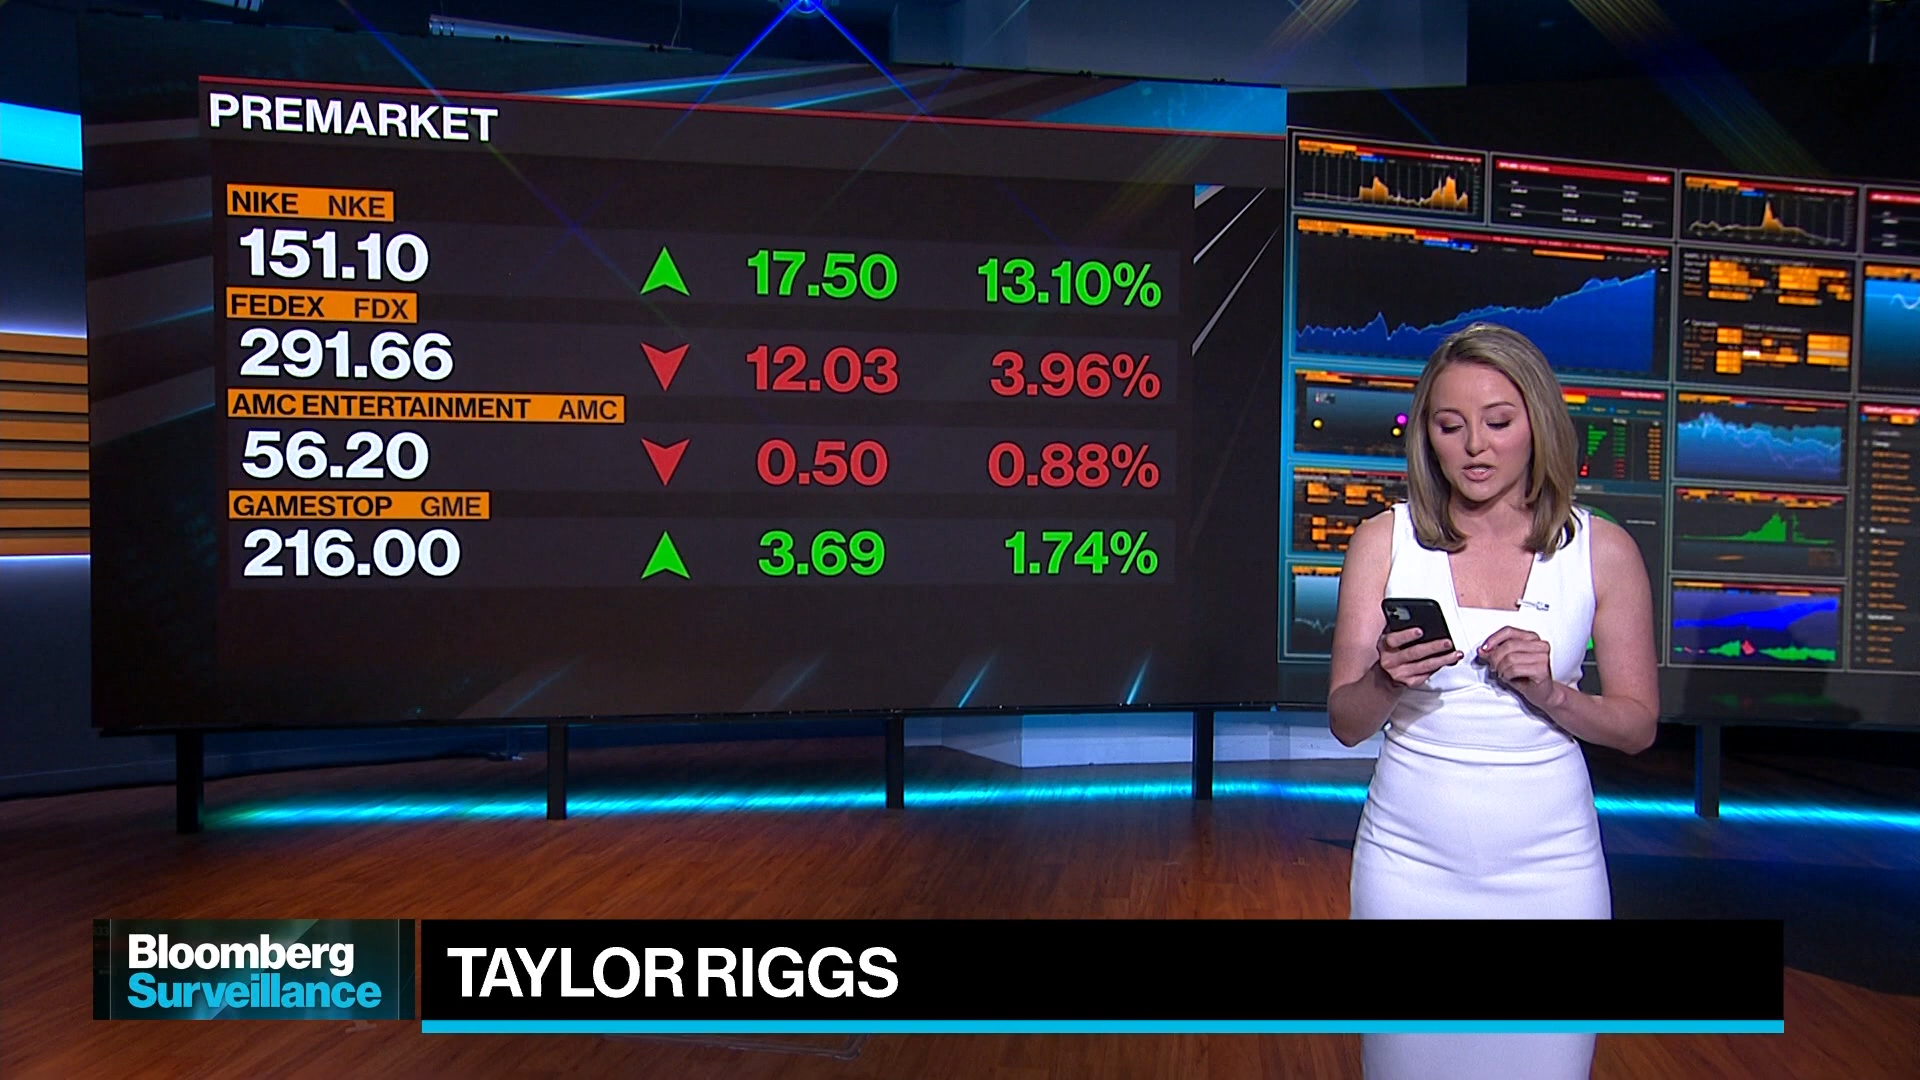 PREMARKET
NIKE NKE
151.10 17.50 13.10%
FEDEX FDX
291.66 12.03 3.96%
AMC ENTERTAINMENT AMC
56.20 0.50 0.88%
GAMESTOP GME
216.00 3.69 1.74%
Bloomberg
Surveillance
TAYLOR RIGGS